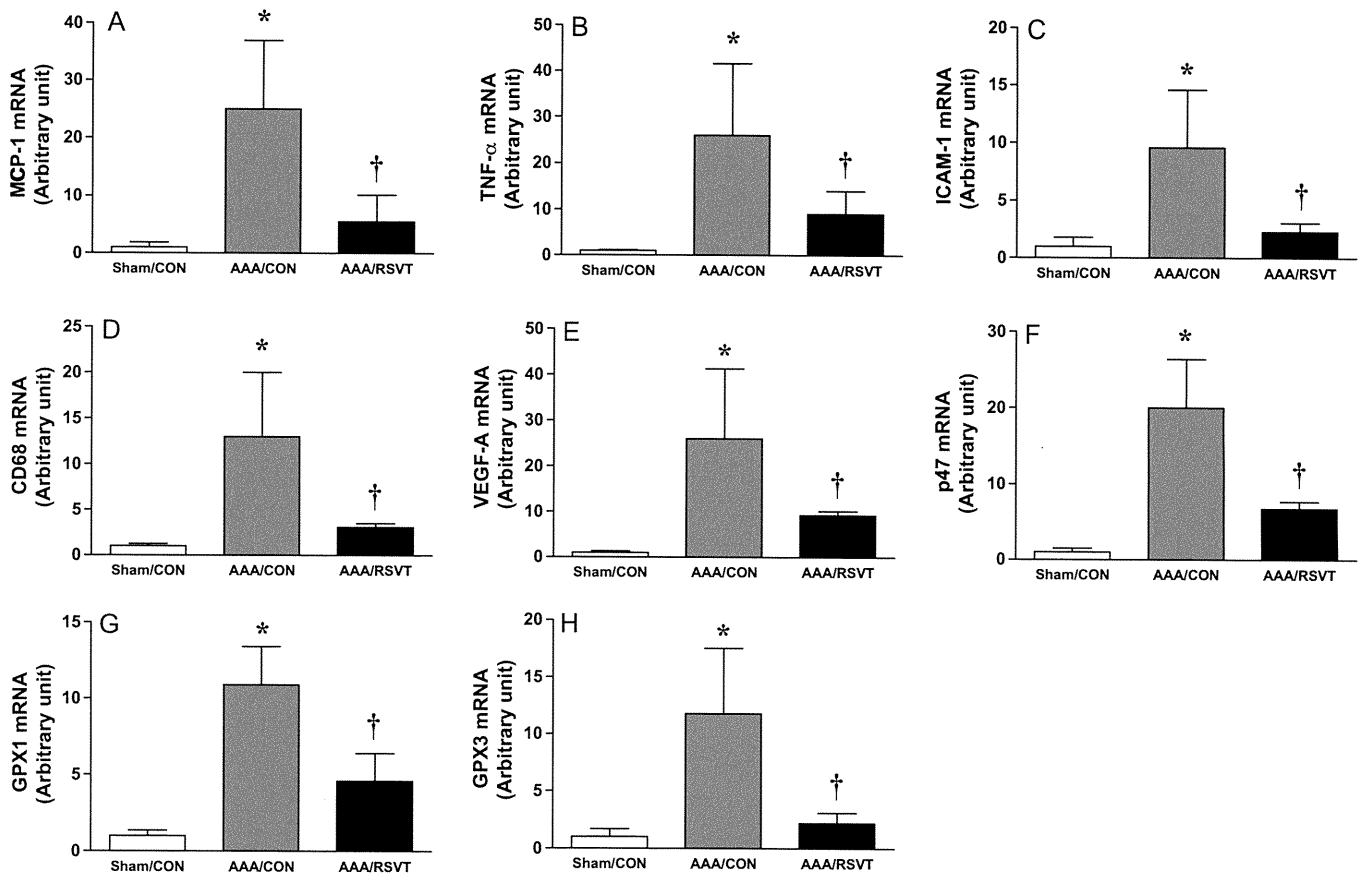 A
MCP-1 mRNA
(Arbitrary unit)
40
30
20
10
0
*
†
Sham/CON AAA/CON AAA/RSVT
B
TNF-α mRNA
(Arbitrary unit)
50
40
30
20
10
0
*
†
Sham/CON AAA/CON AAA/RSVT
C
ICAM-1 mRNA
(Arbitrary unit)
20
15
10
5
0
*
†
Sham/CON AAA/CON AAA/RSVT
D
CD68 mRNA
(Arbitrary unit)
25
20
15
10
5
0
*
†
Sham/CON AAA/CON AAA/RSVT
E
VEGF-A mRNA
(Arbitrary unit)
50
40
30
20
10
0
*
†
Sham/CON AAA/CON AAA/RSVT
F
p47 mRNA
(Arbitrary unit)
30
20
10
0
*
†
Sham/CON AAA/CON AAA/RSVT
G
GPX1 mRNA
(Arbitrary unit)
15
10
5
0
*
†
Sham/CON AAA/CON AAA/RSVT
H
GPX3 mRNA
(Arbitrary unit)
20
15
10
5
0
*
†
Sham/CON AAA/CON AAA/RSVT